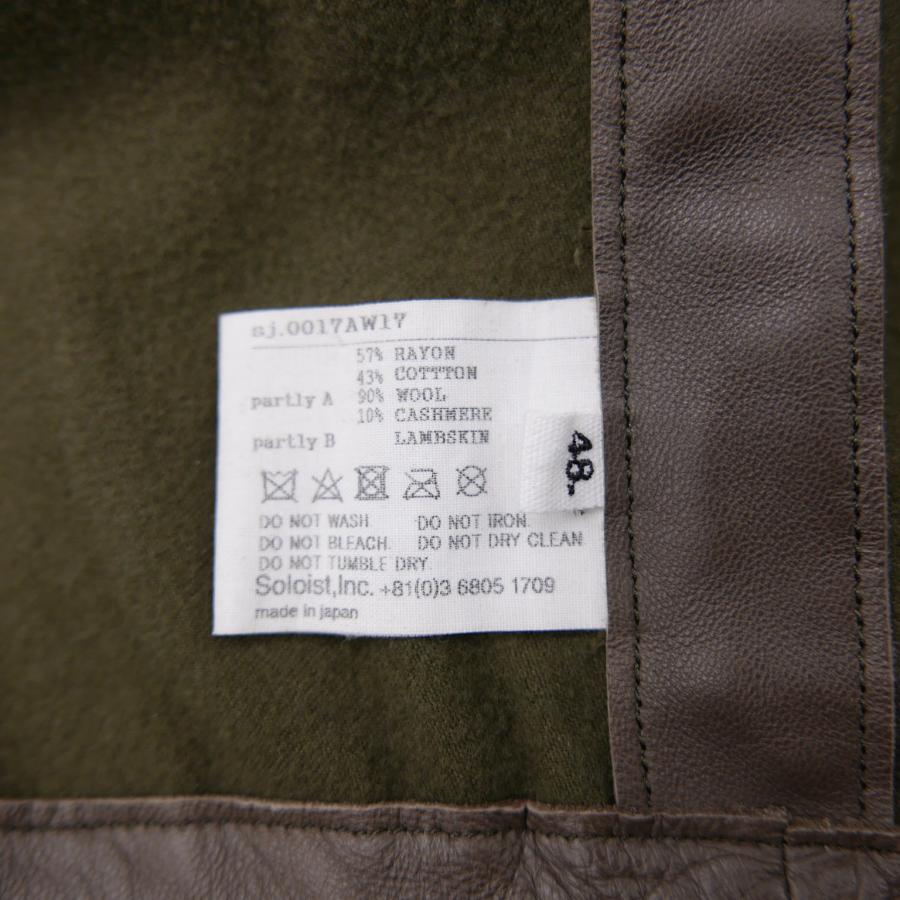 sj.0017AW17
57% RAYON
43% COTTTON
partly A 90% WOOL
10% CASHMERE
partly B LAMBSKIN
48.
DO NOT WASH. DO NOT IRON.
DO NOT BLEACH. DO NOT DRY CLEAN.
DO NOT TUMBLE DRY.
Soloist,Inc. +81(0)3 6805 1709
made in japan